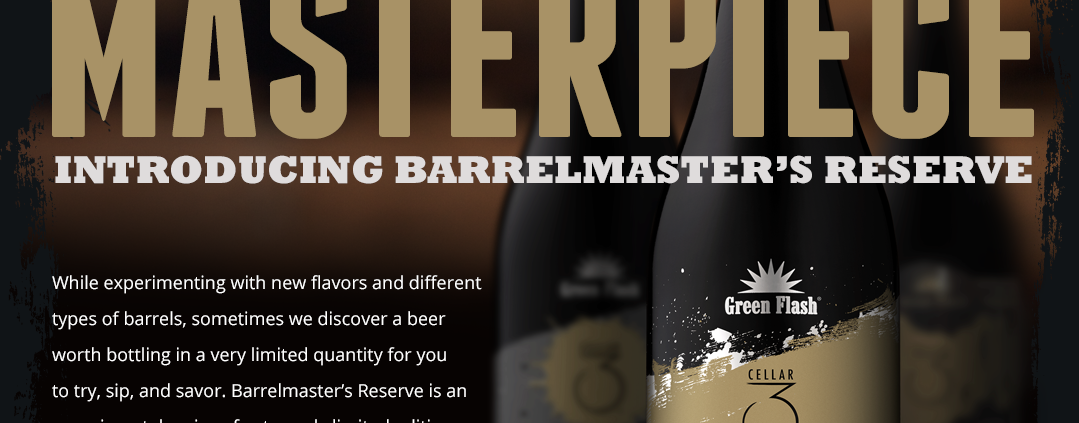 MASTERPIECE
INTRODUCING BARRELMASTER’S RESERVE
While experimenting with new flavors and different
types of barrels, sometimes we discover a beer
worth bottling in a very limited quantity for you
to try, sip, and savor. Barrelmaster’s Reserve is an
Green Flash®
CELLAR
3